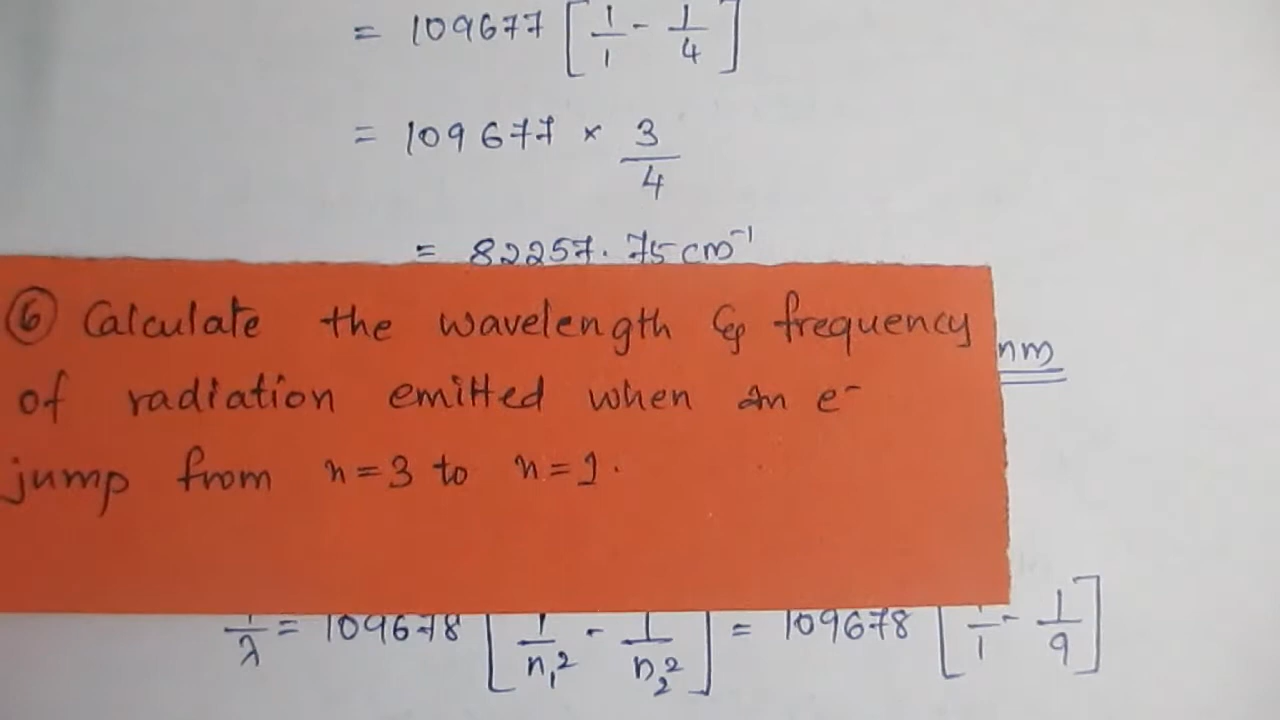 = 109677 [1/1 - 1/4]
= 109677 × 3/4
= 82257.75 cm⁻¹
⑥ Calculate the wavelength & frequency
nm
of radiation emitted when an e⁻
jump from n=3 to n=1.
1/λ = 109678 [1/n₁² - 1/n₂²] = 109678 [1/1 - 1/9]